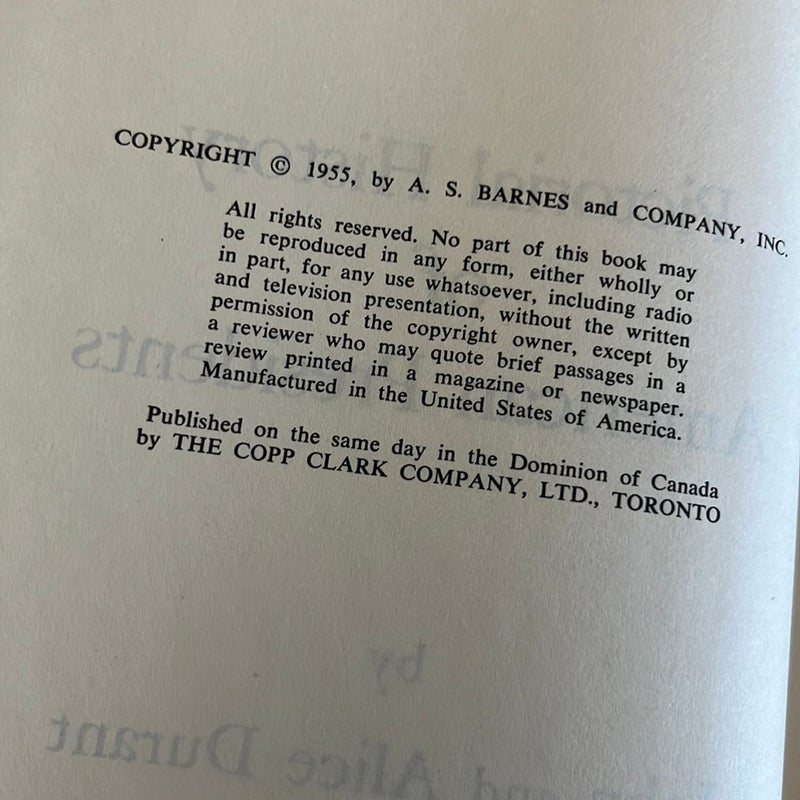 COPYRIGHT © 1955, by A. S. BARNES and COMPANY, INC.
All rights reserved. No part of this book may
be reproduced in any form, either wholly or
in part, for any use whatsoever, including radio
and television presentation, without the written
permission of the copyright owner, except by
a reviewer who may quote brief passages in a
review printed in a magazine or newspaper.
Manufactured in the United States of America.
Published on the same day in the Dominion of Canada
by THE COPP CLARK COMPANY, LTD., TORONTO
by
and Alice Durant